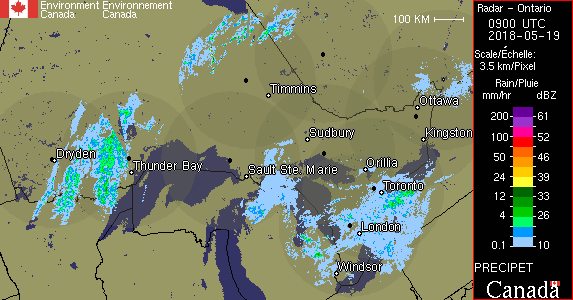 Environment Environnement
Canada Canada
100 KM
Timmins
Ottawa
Sudbury
Kingston
Dryden
Thunder Bay
Sault Ste. Marie
Orillia
Toronto
London
Windsor
Radar - Ontario
0900 UTC
2018-05-19
Scale/Échelle:
3.5 km/Pixel
Rain/Pluie
mm/hr dBZ
200 61
100 52
50 46
24 39
12 33
4 26
0.1 10
PRECIPET
Canada